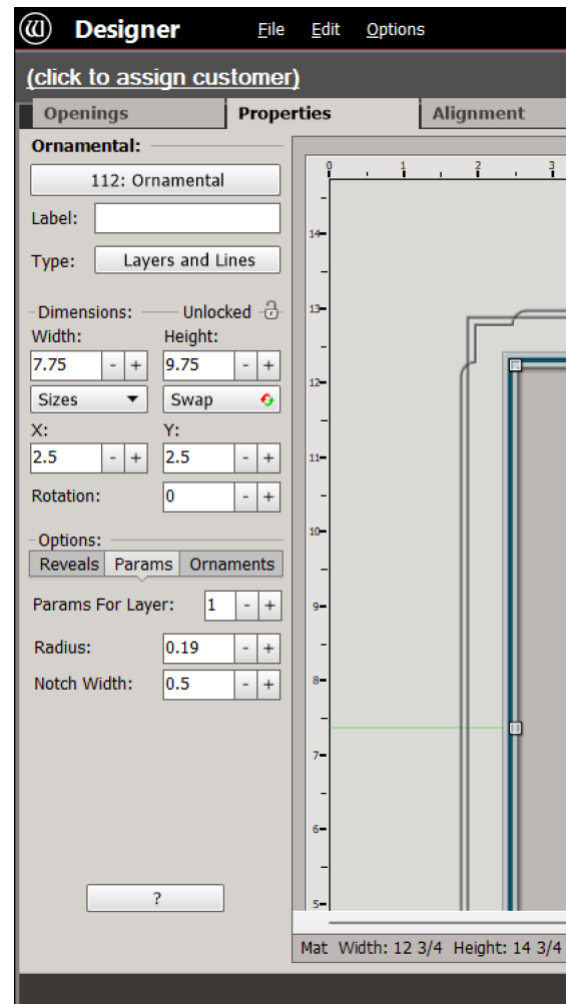 W Designer File Edit Options
(click to assign customer)
Openings Properties Alignment
Ornamental:
112: Ornamental
Label:
Type: Layers and Lines
Dimensions: Unlocked
Width: Height:
7.75 - + 9.75 - +
Sizes Swap
X: Y:
2.5 - + 2.5 - +
Rotation: 0 - +
Options:
Reveals Params Ornaments
Params For Layer: 1 - +
Radius: 0.19 - +
Notch Width: 0.5 - +
?
0 1 2 3
14
13
12
11
10
9
8
7
6
5
Mat Width: 12 3/4 Height: 14 3/4